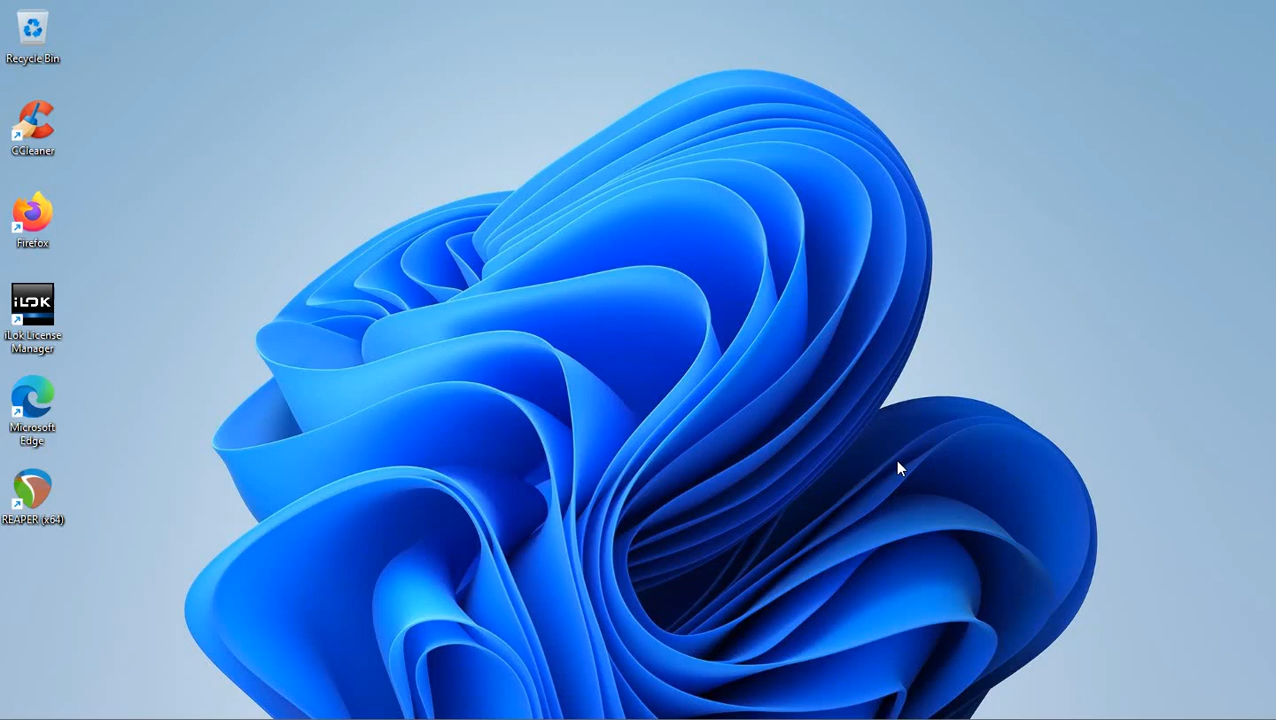 Recycle Bin
CCleaner
Firefox
iLOK
iLok License
Manager
Microsoft
Edge
REAPER (x64)